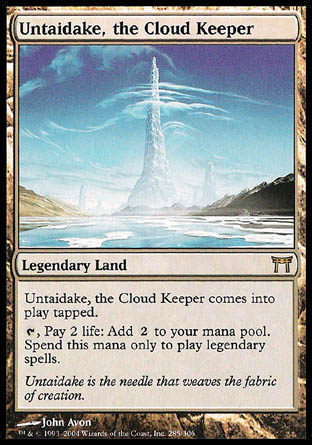 Untaidake, the Cloud Keeper
Legendary Land
Untaidake, the Cloud Keeper comes into
play tapped.
, Pay 2 life: Add 2 to your mana pool.
Spend this mana only to play legendary
spells.
Untaidake is the needle that weaves the fabric
of creation.
John Avon
™ & © 1993-2004 Wizards of the Coast, Inc. 285/306